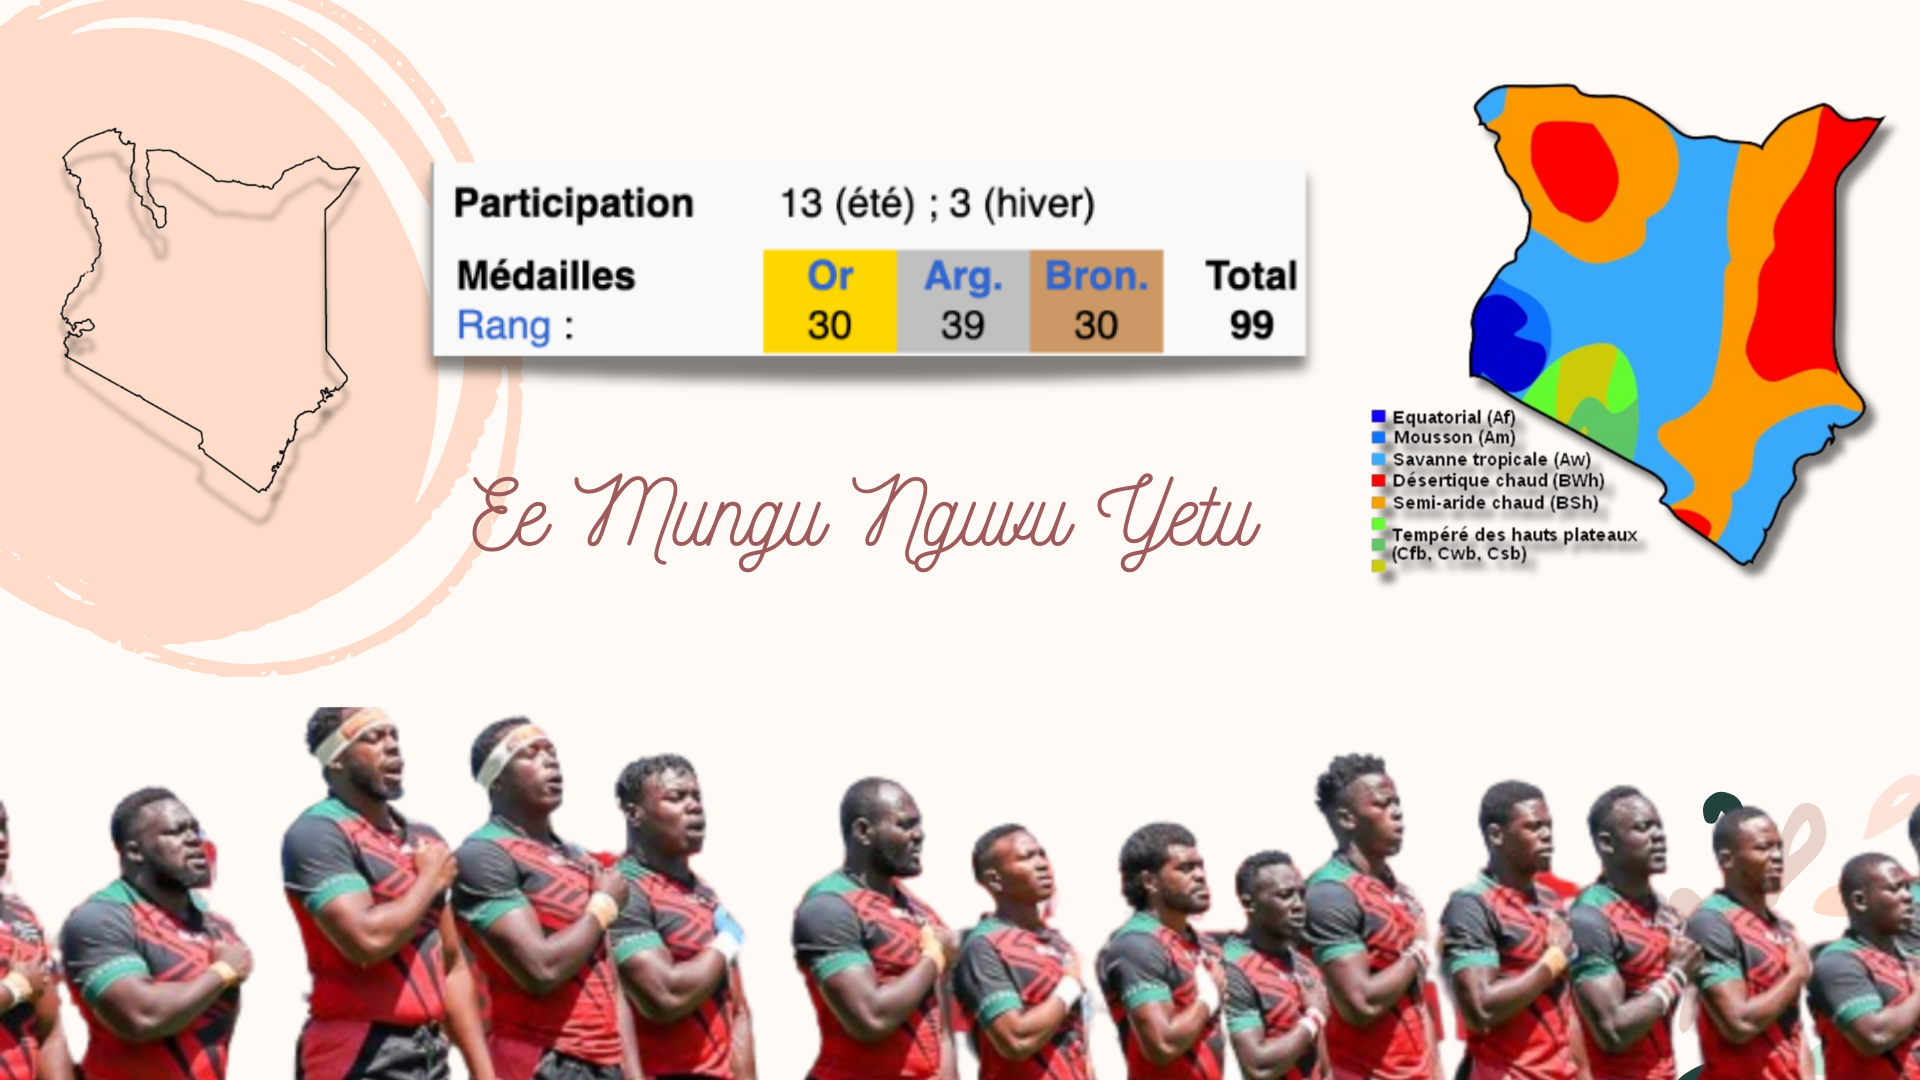 Participation 13 (été) ; 3 (hiver)
Médailles Or Arg. Bron. Total
Rang : 30 39 30 99
Ee Mungu Nguvu Yetu
Equatorial (Af)
Mousson (Am)
Savanne tropicale (Aw)
Désertique chaud (BWh)
Semi-aride chaud (BSh)
Tempéré des hauts plateaux
(Cfb, Cwb, Csb)